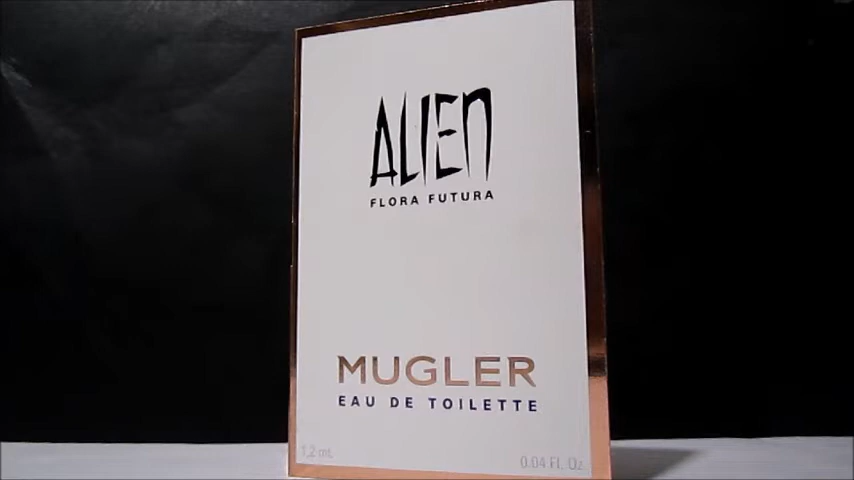 ALIEN
FLORA FUTURA
MUGLER
EAU DE TOILETTE
1,2 ml. 0.04 Fl. Oz.